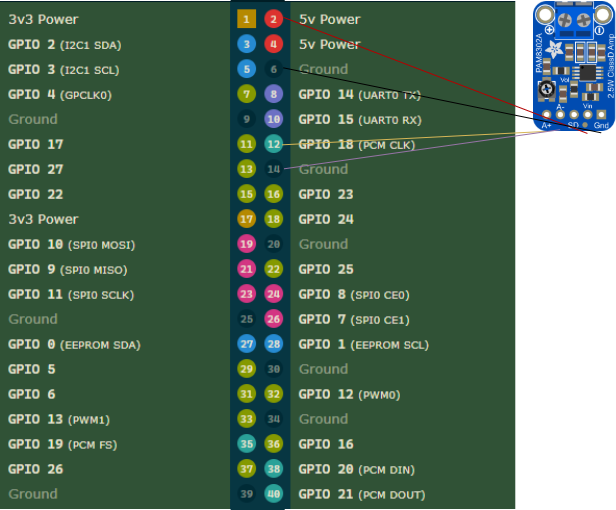 3v3 Power 1 2 5v Power
GPIO 2 (I2C1 SDA) 3 4 5v Power
GPIO 3 (I2C1 SCL) 5 6 Ground
GPIO 4 (GPCLK0) 7 8 GPIO 14 (UART0 TX)
Ground 9 10 GPIO 15 (UART0 RX)
GPIO 17 11 12 GPIO 18 (PCM CLK)
GPIO 27 13 14 Ground
GPIO 22 15 16 GPIO 23
3v3 Power 17 18 GPIO 24
GPIO 10 (SPI0 MOSI) 19 20 Ground
GPIO 9 (SPI0 MISO) 21 22 GPIO 25
GPIO 11 (SPI0 SCLK) 23 24 GPIO 8 (SPI0 CE0)
Ground 25 26 GPIO 7 (SPI0 CE1)
GPIO 0 (EEPROM SDA) 27 28 GPIO 1 (EEPROM SCL)
GPIO 5 29 30 Ground
GPIO 6 31 32 GPIO 12 (PWM0)
GPIO 13 (PWM1) 33 34 Ground
GPIO 19 (PCM FS) 35 36 GPIO 16
GPIO 26 37 38 GPIO 20 (PCM DIN)
Ground 39 40 GPIO 21 (PCM DOUT)
PAM8302A
2.5W ClassD Amp
Vol
A- Vin
A+ SD Gnd